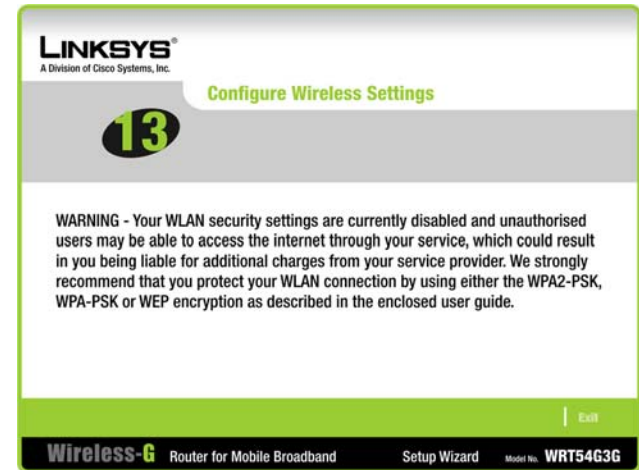 LINKSYS®
A Division of Cisco Systems, Inc.
Configure Wireless Settings
13
WARNING - Your WLAN security settings are currently disabled and unauthorised
users may be able to access the internet through your service, which could result
in you being liable for additional charges from your service provider. We strongly
recommend that you protect your WLAN connection by using either the WPA2-PSK,
WPA-PSK or WEP encryption as described in the enclosed user guide.
Exit
Wireless-G Router for Mobile Broadband Setup Wizard Model No. WRT54G3G